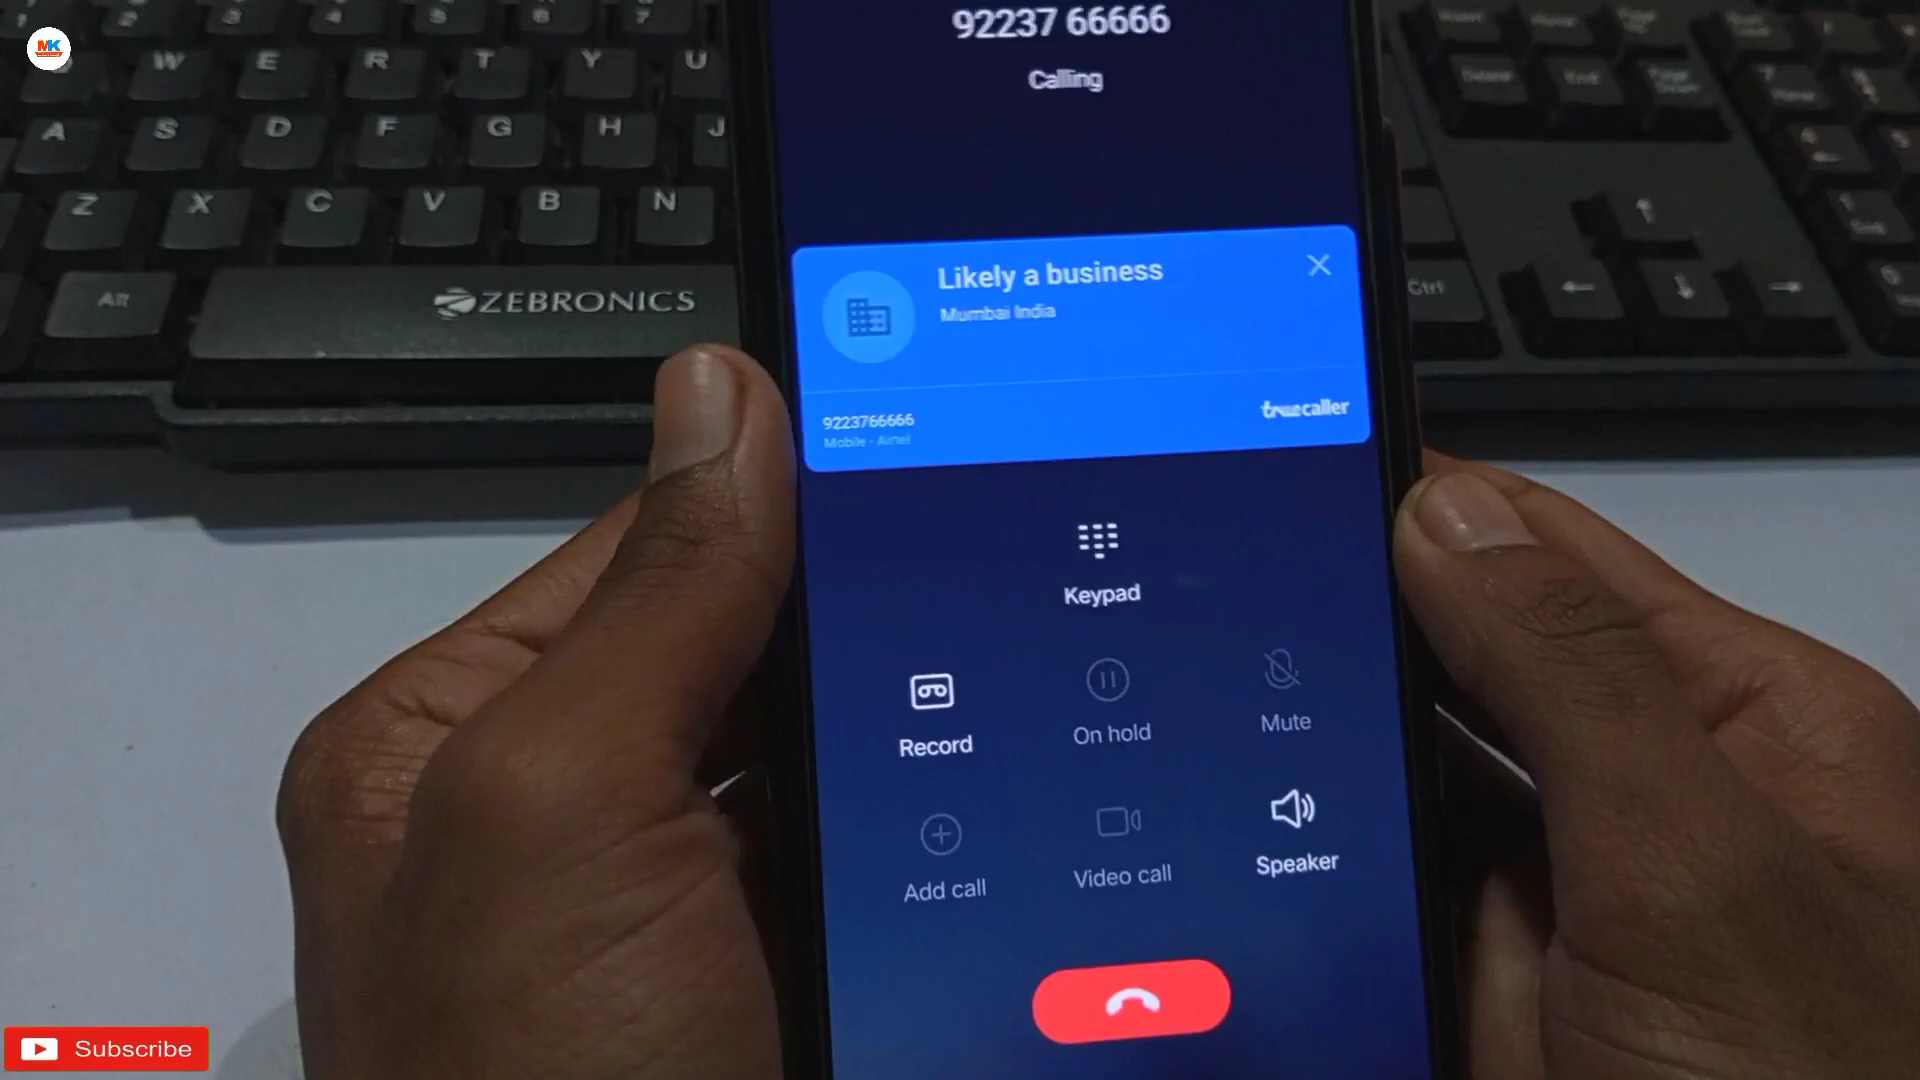 92237 66666
Calling
Likely a business
Mumbai India
9223766666
Mobile - Airtel
truecaller
Keypad
Record
On hold
Mute
Add call
Video call
Speaker
MK
W E R T Y U
A S D F G H J
Z X C V B N
Alt
ZEBRONICS
Ctrl
End
Subscribe